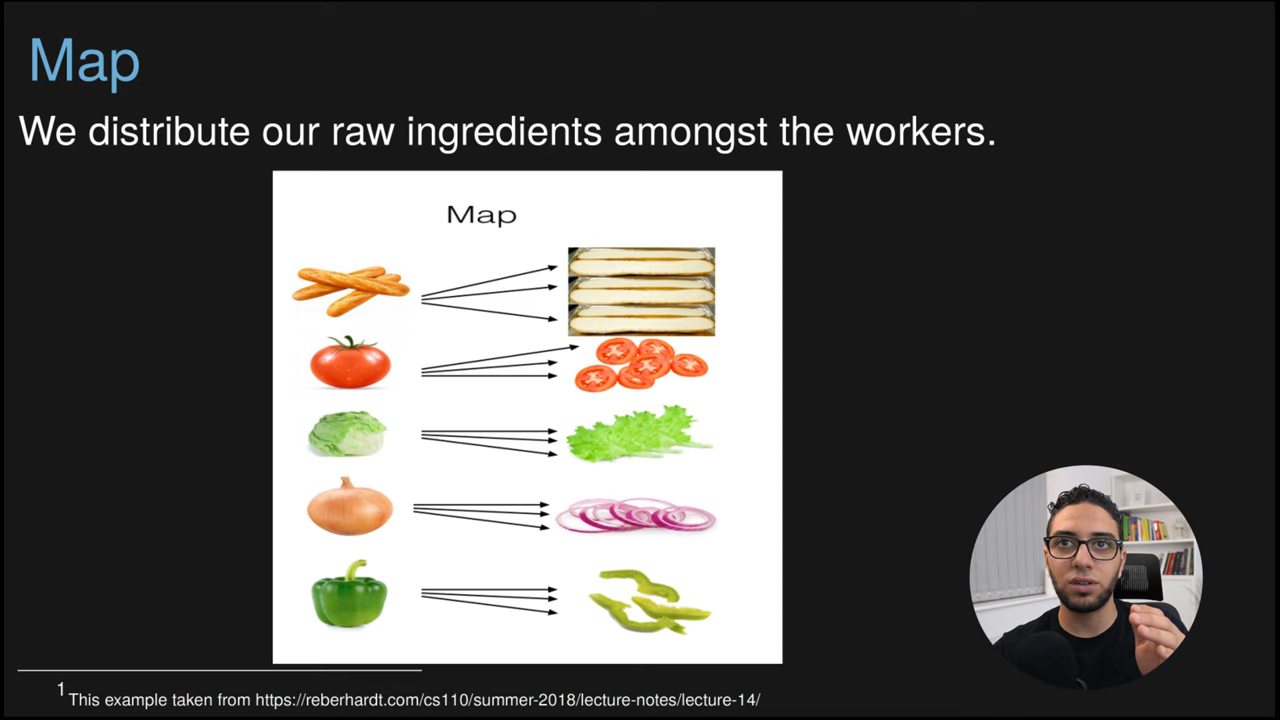 Map
We distribute our raw ingredients amongst the workers.
Map
1 This example taken from https://reberhardt.com/cs110/summer-2018/lecture-notes/lecture-14/